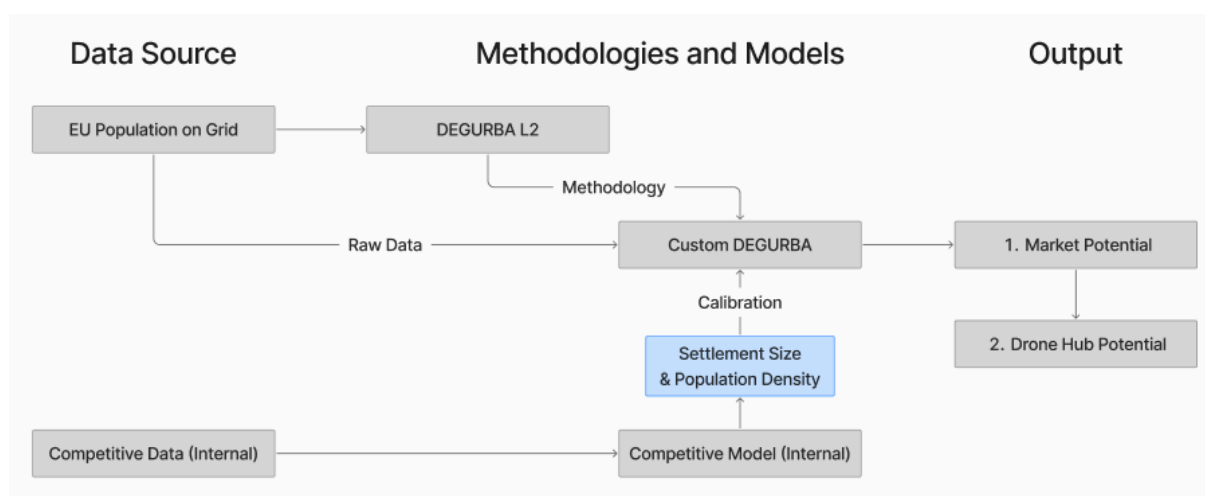 Data Source
Methodologies and Models
Output
EU Population on Grid
DEGURBA L2
Methodology
Raw Data
Custom DEGURBA
1. Market Potential
Calibration
Settlement Size
& Population Density
2. Drone Hub Potential
Competitive Data (Internal)
Competitive Model (Internal)